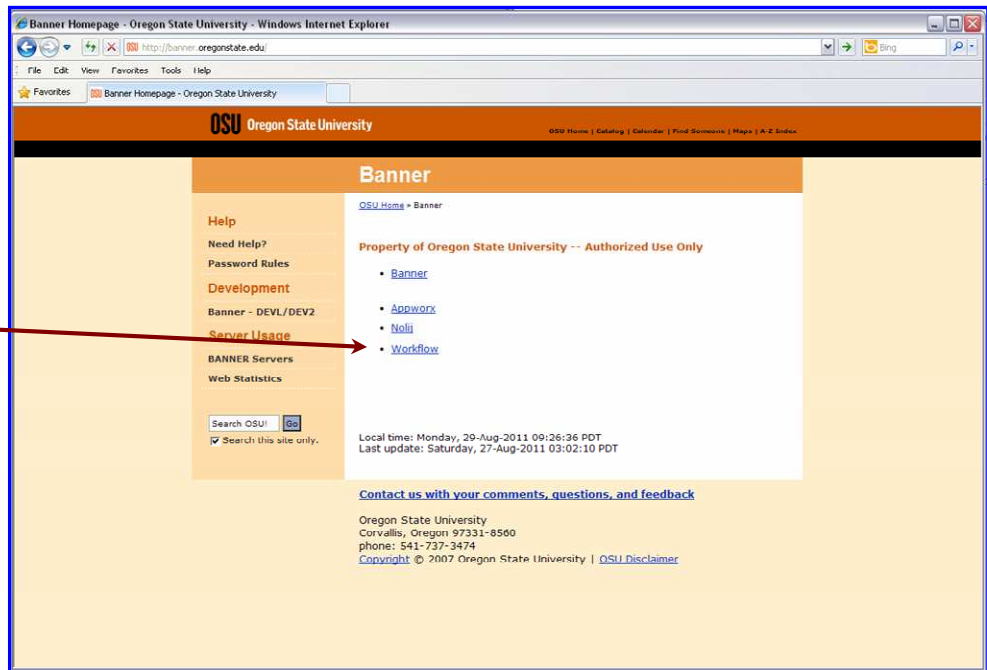 Banner Homepage - Oregon State University - Windows Internet Explorer
http://banner.oregonstate.edu/
Bing
File Edit View Favorites Tools Help
Favorites
Banner Homepage - Oregon State University
OSU Oregon State University
OSU Home | Catalog | Calendar | Find Someone | Maps | A-Z Index
Banner
OSU Home » Banner
Help
Need Help?
Password Rules
Development
Banner - DEVL/DEV2
Server Usage
BANNER Servers
Web Statistics
Search OSU! Go
Search this site only.
Property of Oregon State University -- Authorized Use Only
• Banner
• Appworx
• Nolij
• Workflow
Local time: Monday, 29-Aug-2011 09:26:36 PDT
Last update: Saturday, 27-Aug-2011 03:02:10 PDT
Contact us with your comments, questions, and feedback
Oregon State University
Corvallis, Oregon 97331-8560
phone: 541-737-3474
Copyright © 2007 Oregon State University | OSU Disclaimer